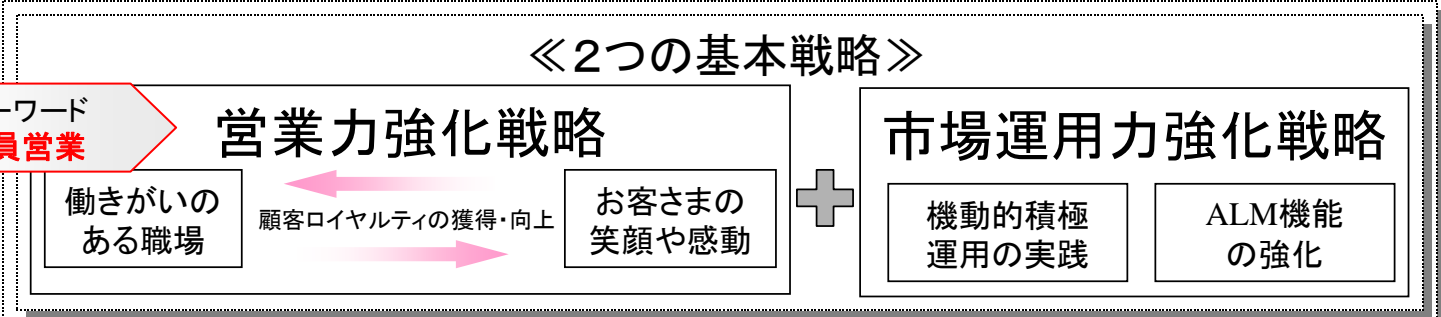 ≪2つの基本戦略≫
ーワード
員営業
営業力強化戦略
働きがいの
ある職場
顧客ロイヤルティの獲得・向上
お客さまの
笑顔や感動
市場運用力強化戦略
機動的積極
運用の実践
ALM機能
の強化